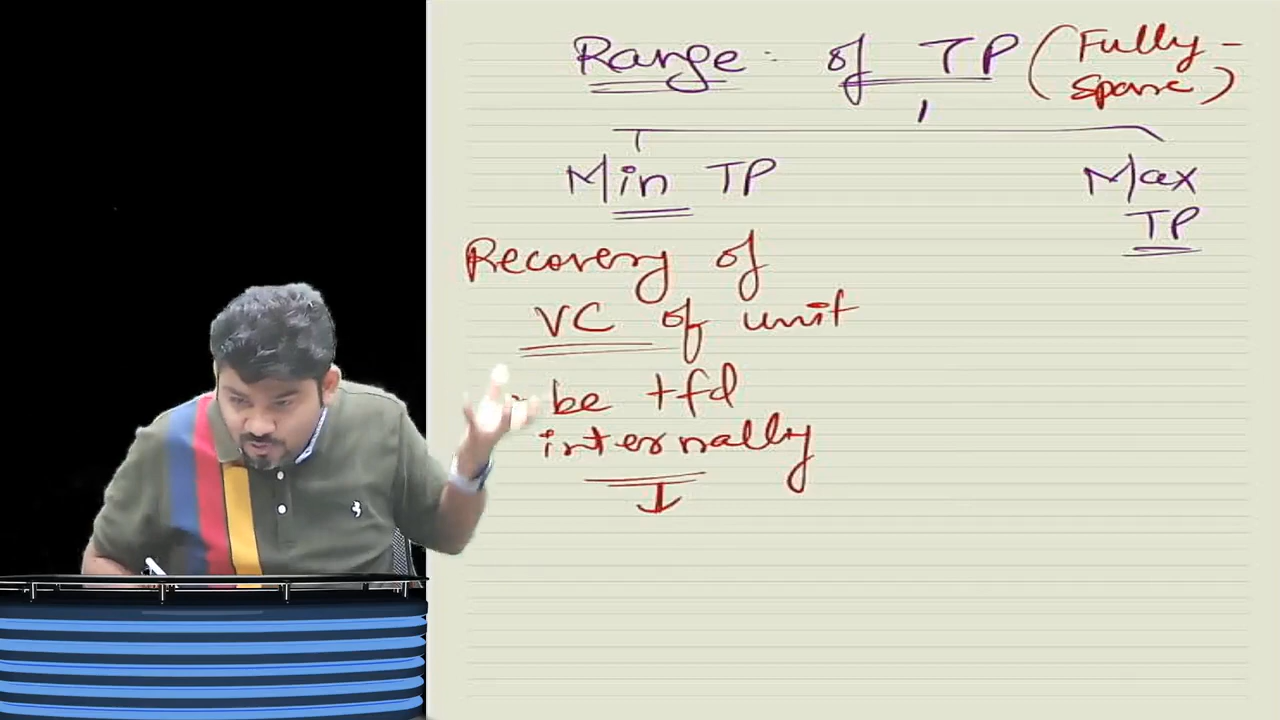 Range: of TP (Fully-
Spare)
Min TP
Max
TP
Recovery of
VC of unit
be tfd
internally